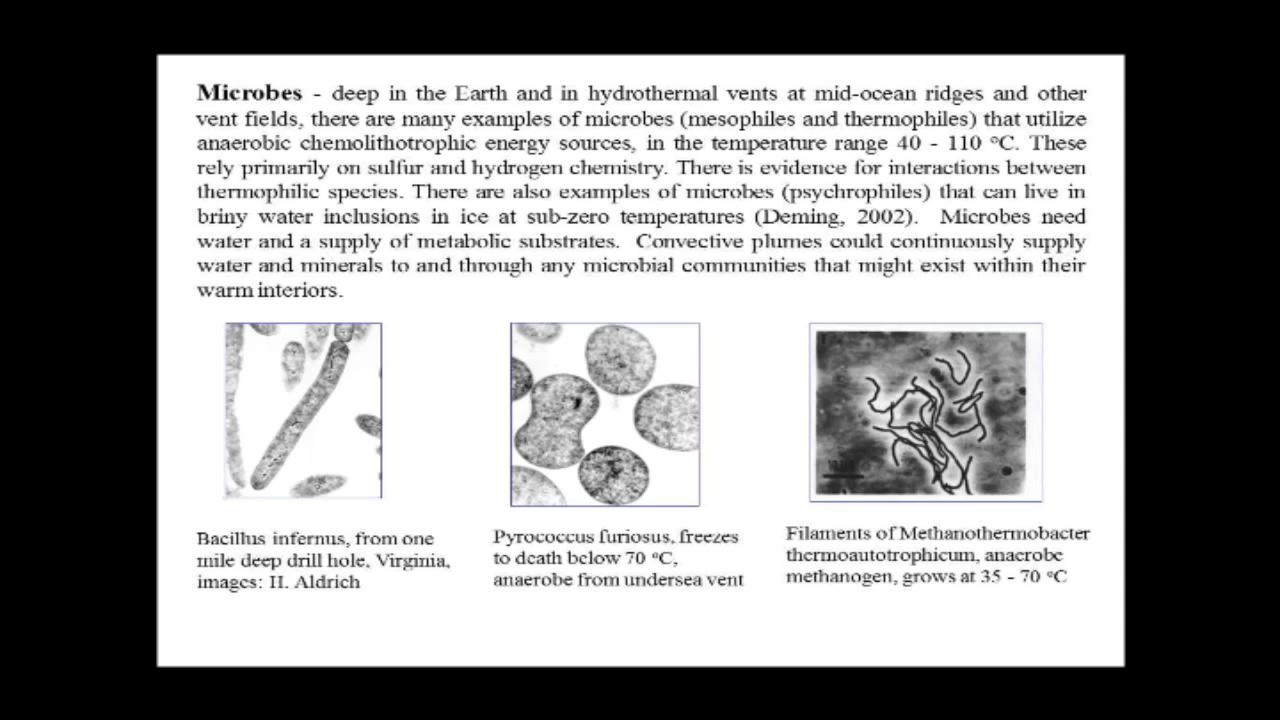 Microbes - deep in the Earth and in hydrothermal vents at mid-ocean ridges and other
vent fields, there are many examples of microbes (mesophiles and thermophiles) that utilize
anaerobic chemolithotrophic energy sources, in the temperature range 40 - 110 °C. These
rely primarily on sulfur and hydrogen chemistry. There is evidence for interactions between
thermophilic species. There are also examples of microbes (psychrophiles) that can live in
briny water inclusions in ice at sub-zero temperatures (Deming, 2002). Microbes need
water and a supply of metabolic substrates. Convective plumes could continuously supply
water and minerals to and through any microbial communities that might exist within their
warm interiors.
Bacillus infernus, from one
mile deep drill hole, Virginia,
images: H. Aldrich
Pyrococcus furiosus, freezes
to death below 70 °C,
anaerobe from undersea vent
Filaments of Methanothermobacter
thermoautotrophicum, anaerobe
methanogen, grows at 35 - 70 °C